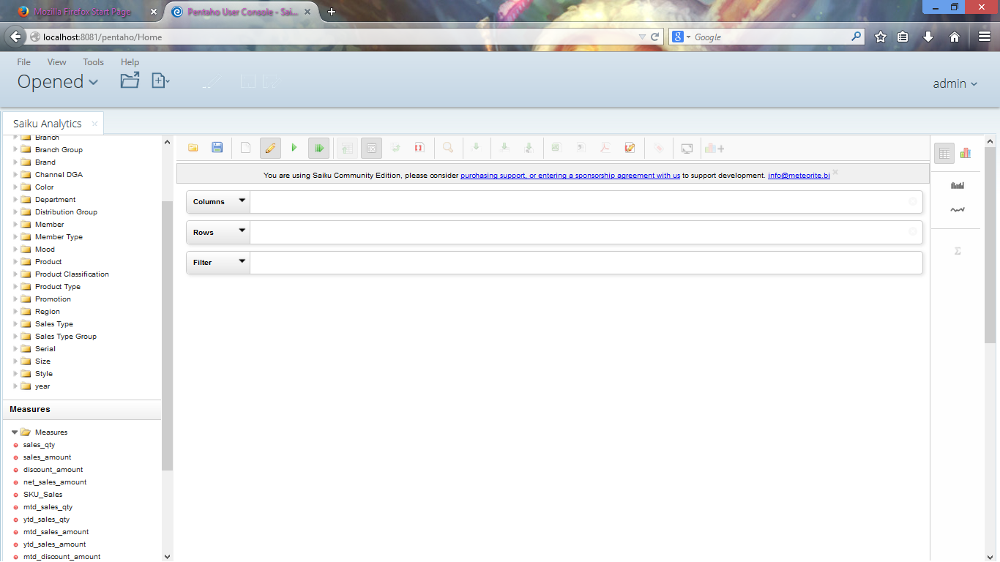 Mozilla Firefox Start Page
Pentaho User Console - Sai...
localhost:8081/pentaho/Home
Google
File View Tools Help
Opened
admin
Saiku Analytics
Branch
Branch Group
Brand
Channel DGA
Color
Department
Distribution Group
Member
Member Type
Mood
Product
Product Classification
Product Type
Promotion
Region
Sales Type
Sales Type Group
Serial
Size
Style
year
Measures
Measures
sales_qty
sales_amount
discount_amount
net_sales_amount
SKU_Sales
mtd_sales_qty
ytd_sales_qty
mtd_sales_amount
ytd_sales_amount
mtd_discount_amount
You are using Saiku Community Edition, please consider purchasing support, or entering a sponsorship agreement with us to support development. info@meteorite.bi
Columns
Rows
Filter